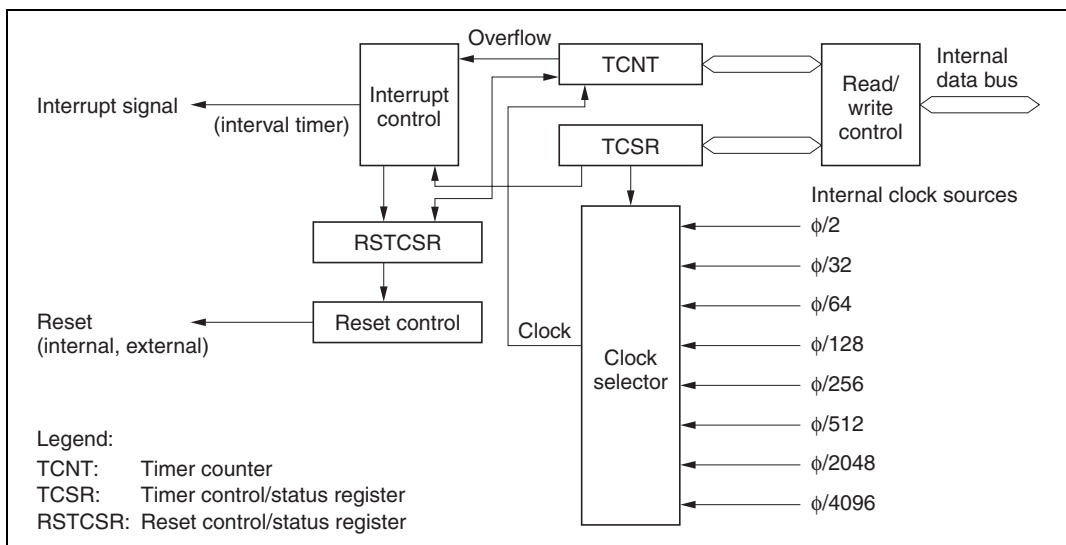 Overflow
TCNT
Read/
write
control
Internal
data bus
Interrupt signal
(interval timer)
Interrupt
control
TCSR
Internal clock sources
RSTCSR
ϕ/2
ϕ/32
ϕ/64
Reset
(internal, external)
Reset control
Clock
Clock
selector
ϕ/128
ϕ/256
ϕ/512
ϕ/2048
ϕ/4096
Legend:
TCNT: Timer counter
TCSR: Timer control/status register
RSTCSR: Reset control/status register